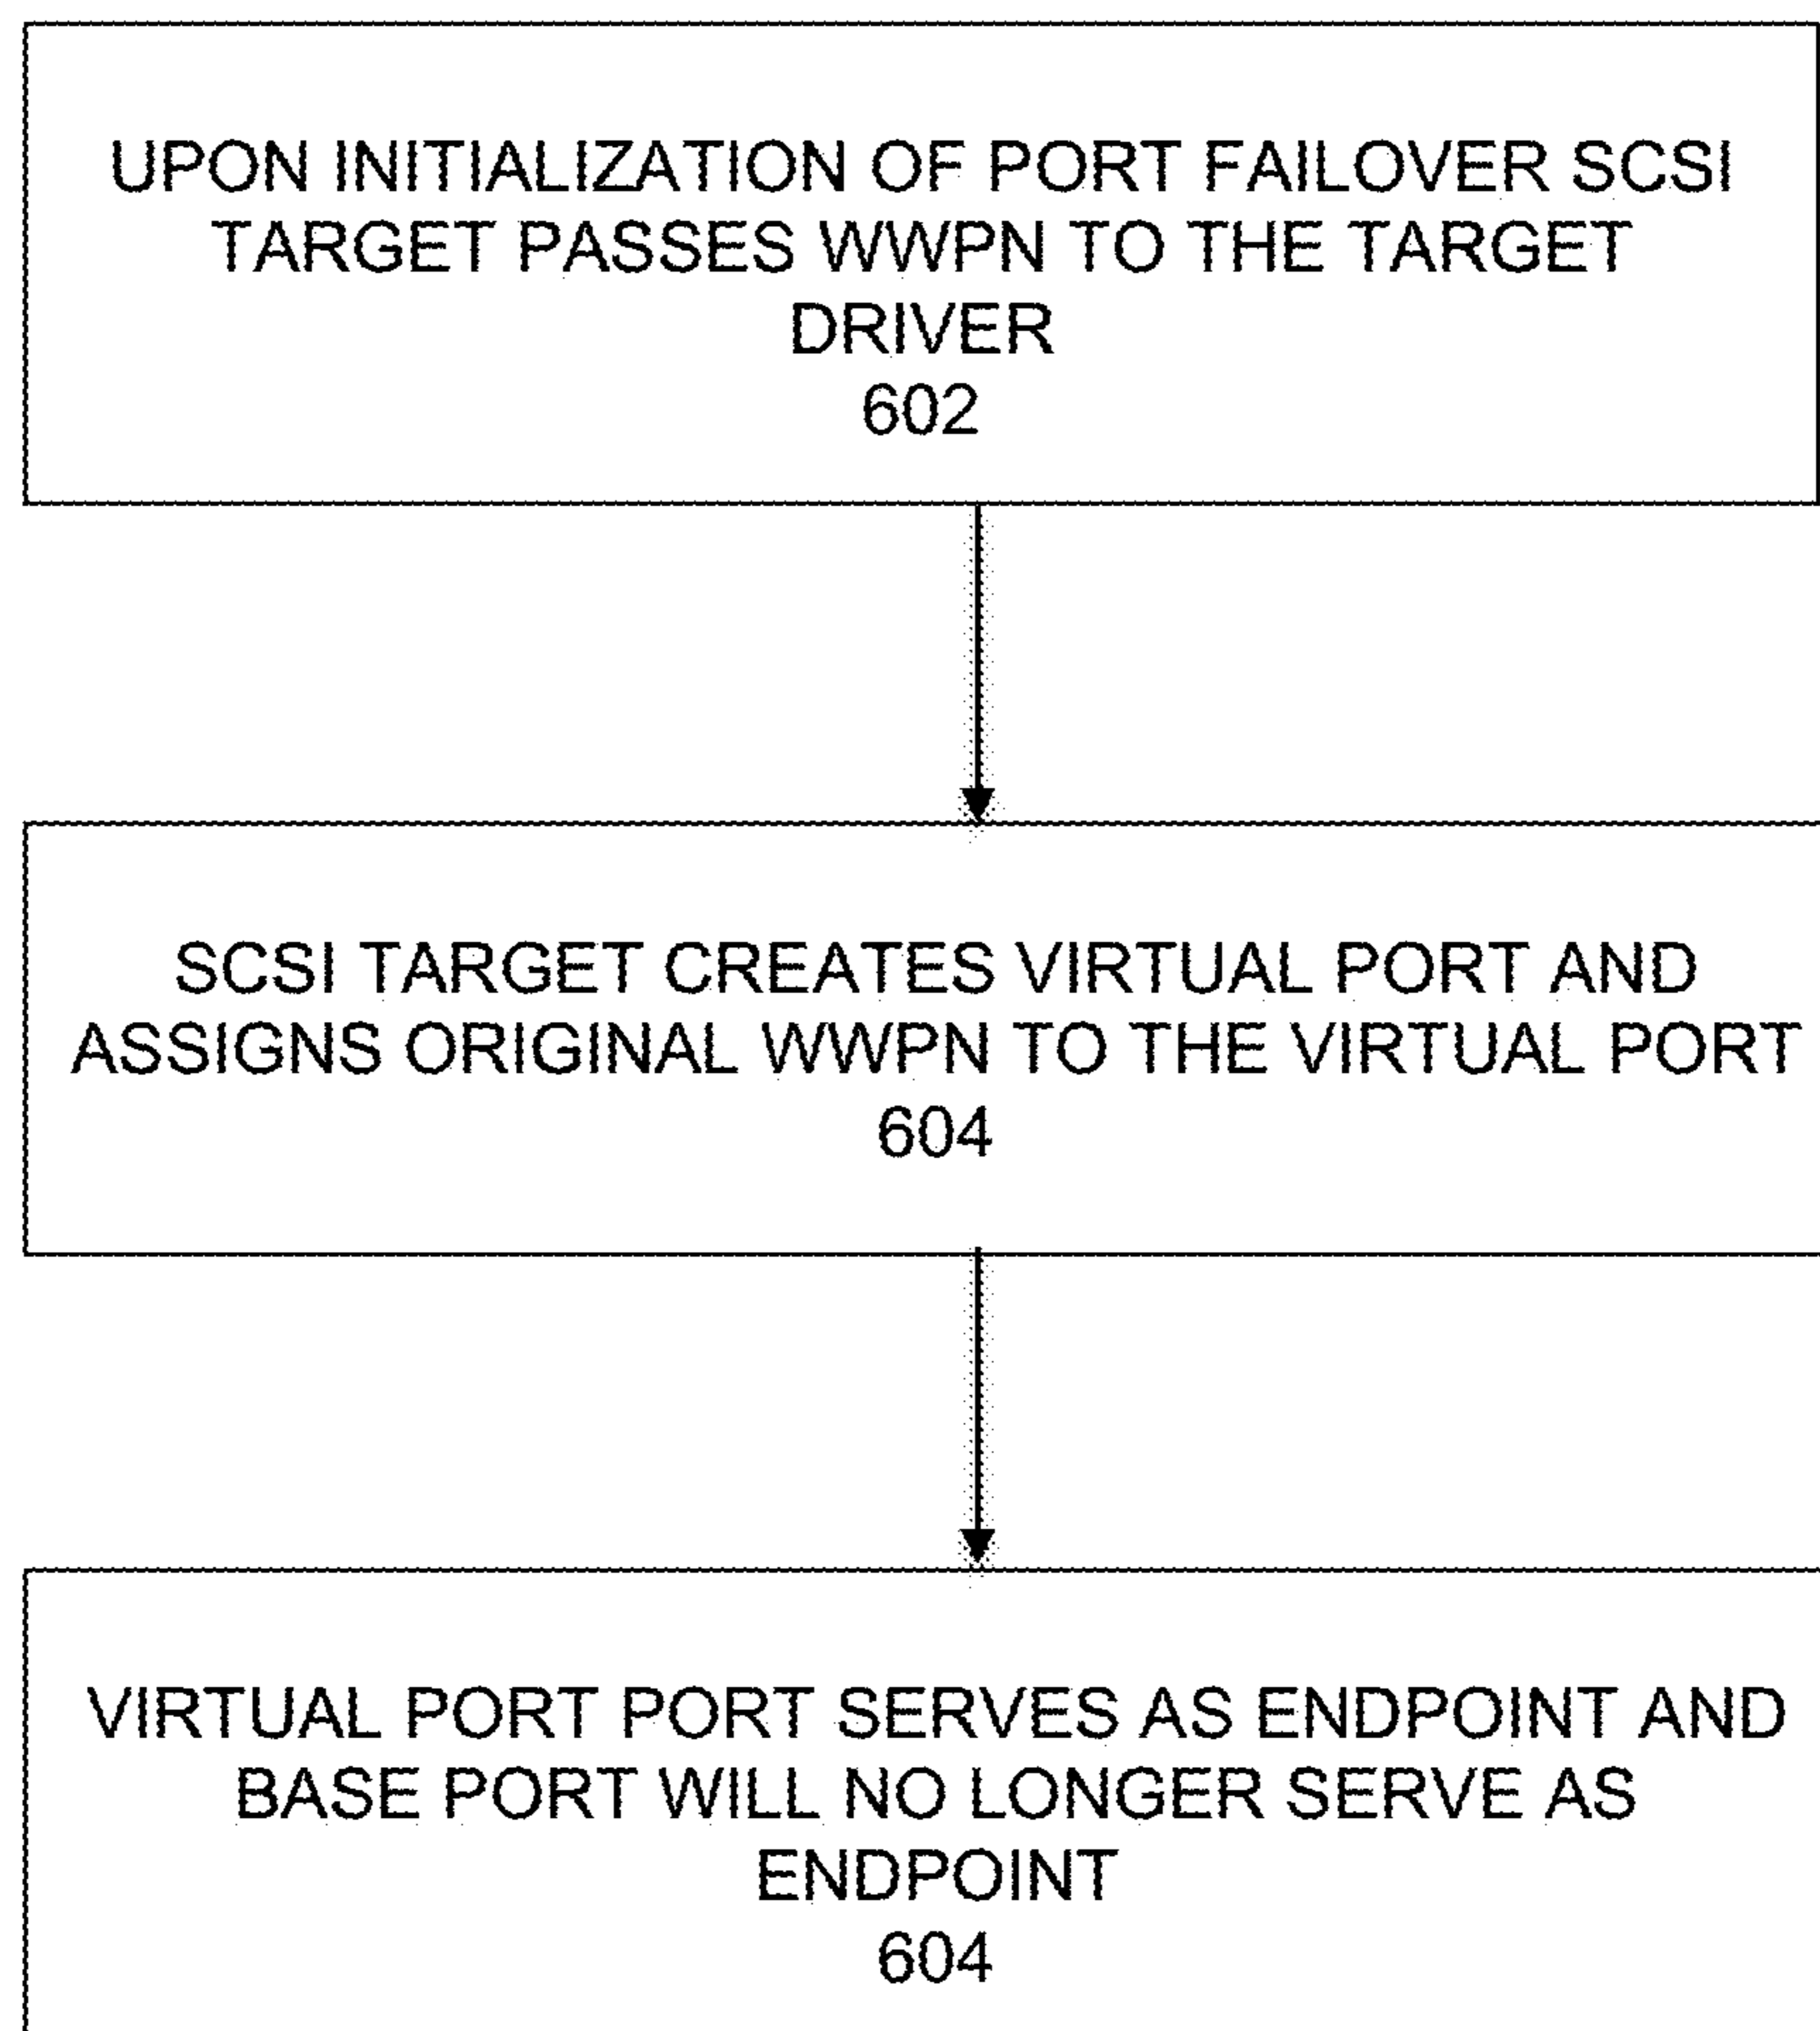 UPON INITIALIZATION OF PORT FAILOVER SCSI
TARGET PASSES WWPN TO THE TARGET
DRIVER
602
SCSI TARGET CREATES VIRTUAL PORT AND
ASSIGNS ORIGINAL WWPN TO THE VIRTUAL PORT
604
VIRTUAL PORT PORT SERVES AS ENDPOINT AND
BASE PORT WILL NO LONGER SERVE AS
ENDPOINT
604